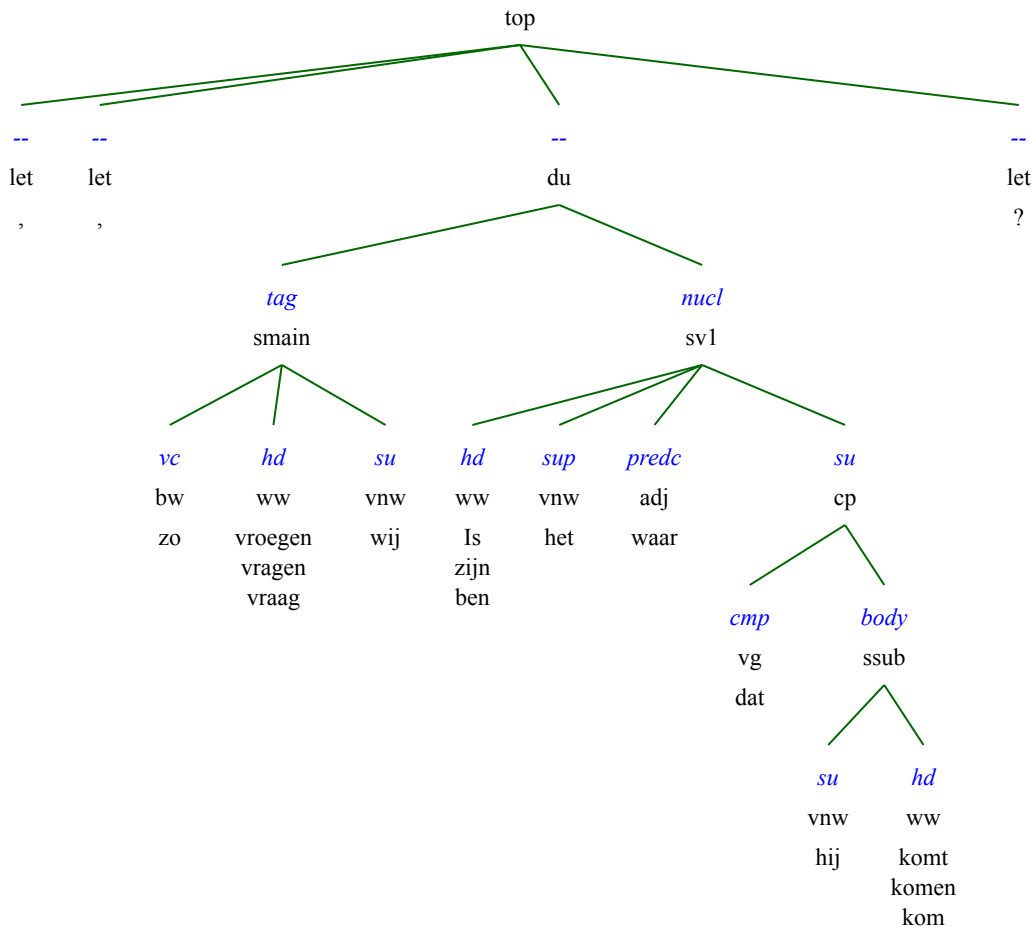 top
-- -- -- --
let let du let
, , ?
tag nucl
smain sv1
vc hd su hd sup predc su
bw ww vnw ww vnw adj cp
zo vroegen wij Is het waar
vragen zijn
vraag ben
cmp body
vg ssub
dat
su hd
vnw ww
hij komt
komen
kom